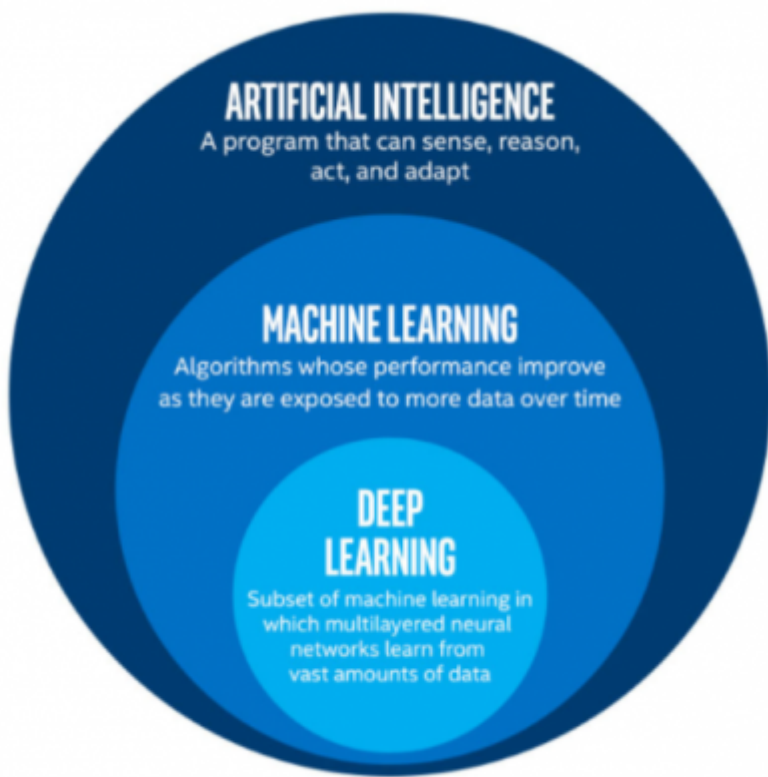 ARTIFICIAL INTELLIGENCE
A program that can sense, reason,
act, and adapt
MACHINE LEARNING
Algorithms whose performance improve
as they are exposed to more data over time
DEEP
LEARNING
Subset of machine learning in
which multilayered neural
networks learn from
vast amounts of data